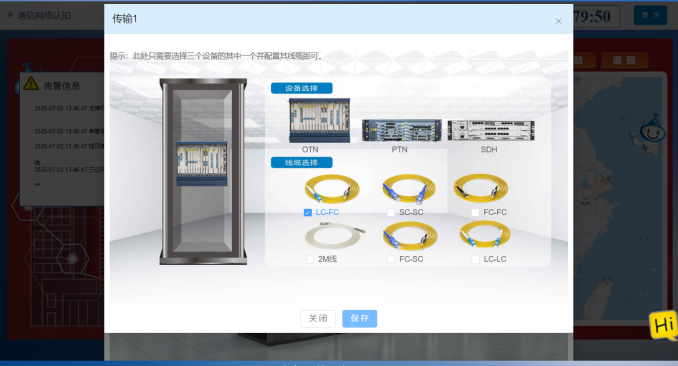 » 通信网络认知
传输1
×
79:50
提示：此处只需要选择三个设备的其中一个并配置其线缆即可。
返 回
告警信息
设备选择
2025-07-02 13:46:47
2025-07-02 13:46:47
2025-07-02 13:46:47
2025-07-02 13:46:47
OTN
PTN
SDH
线缆选择
LC-FC
SC-SC
FC-FC
2M线
FC-SC
LC-LC
关 闭
保 存
Hi